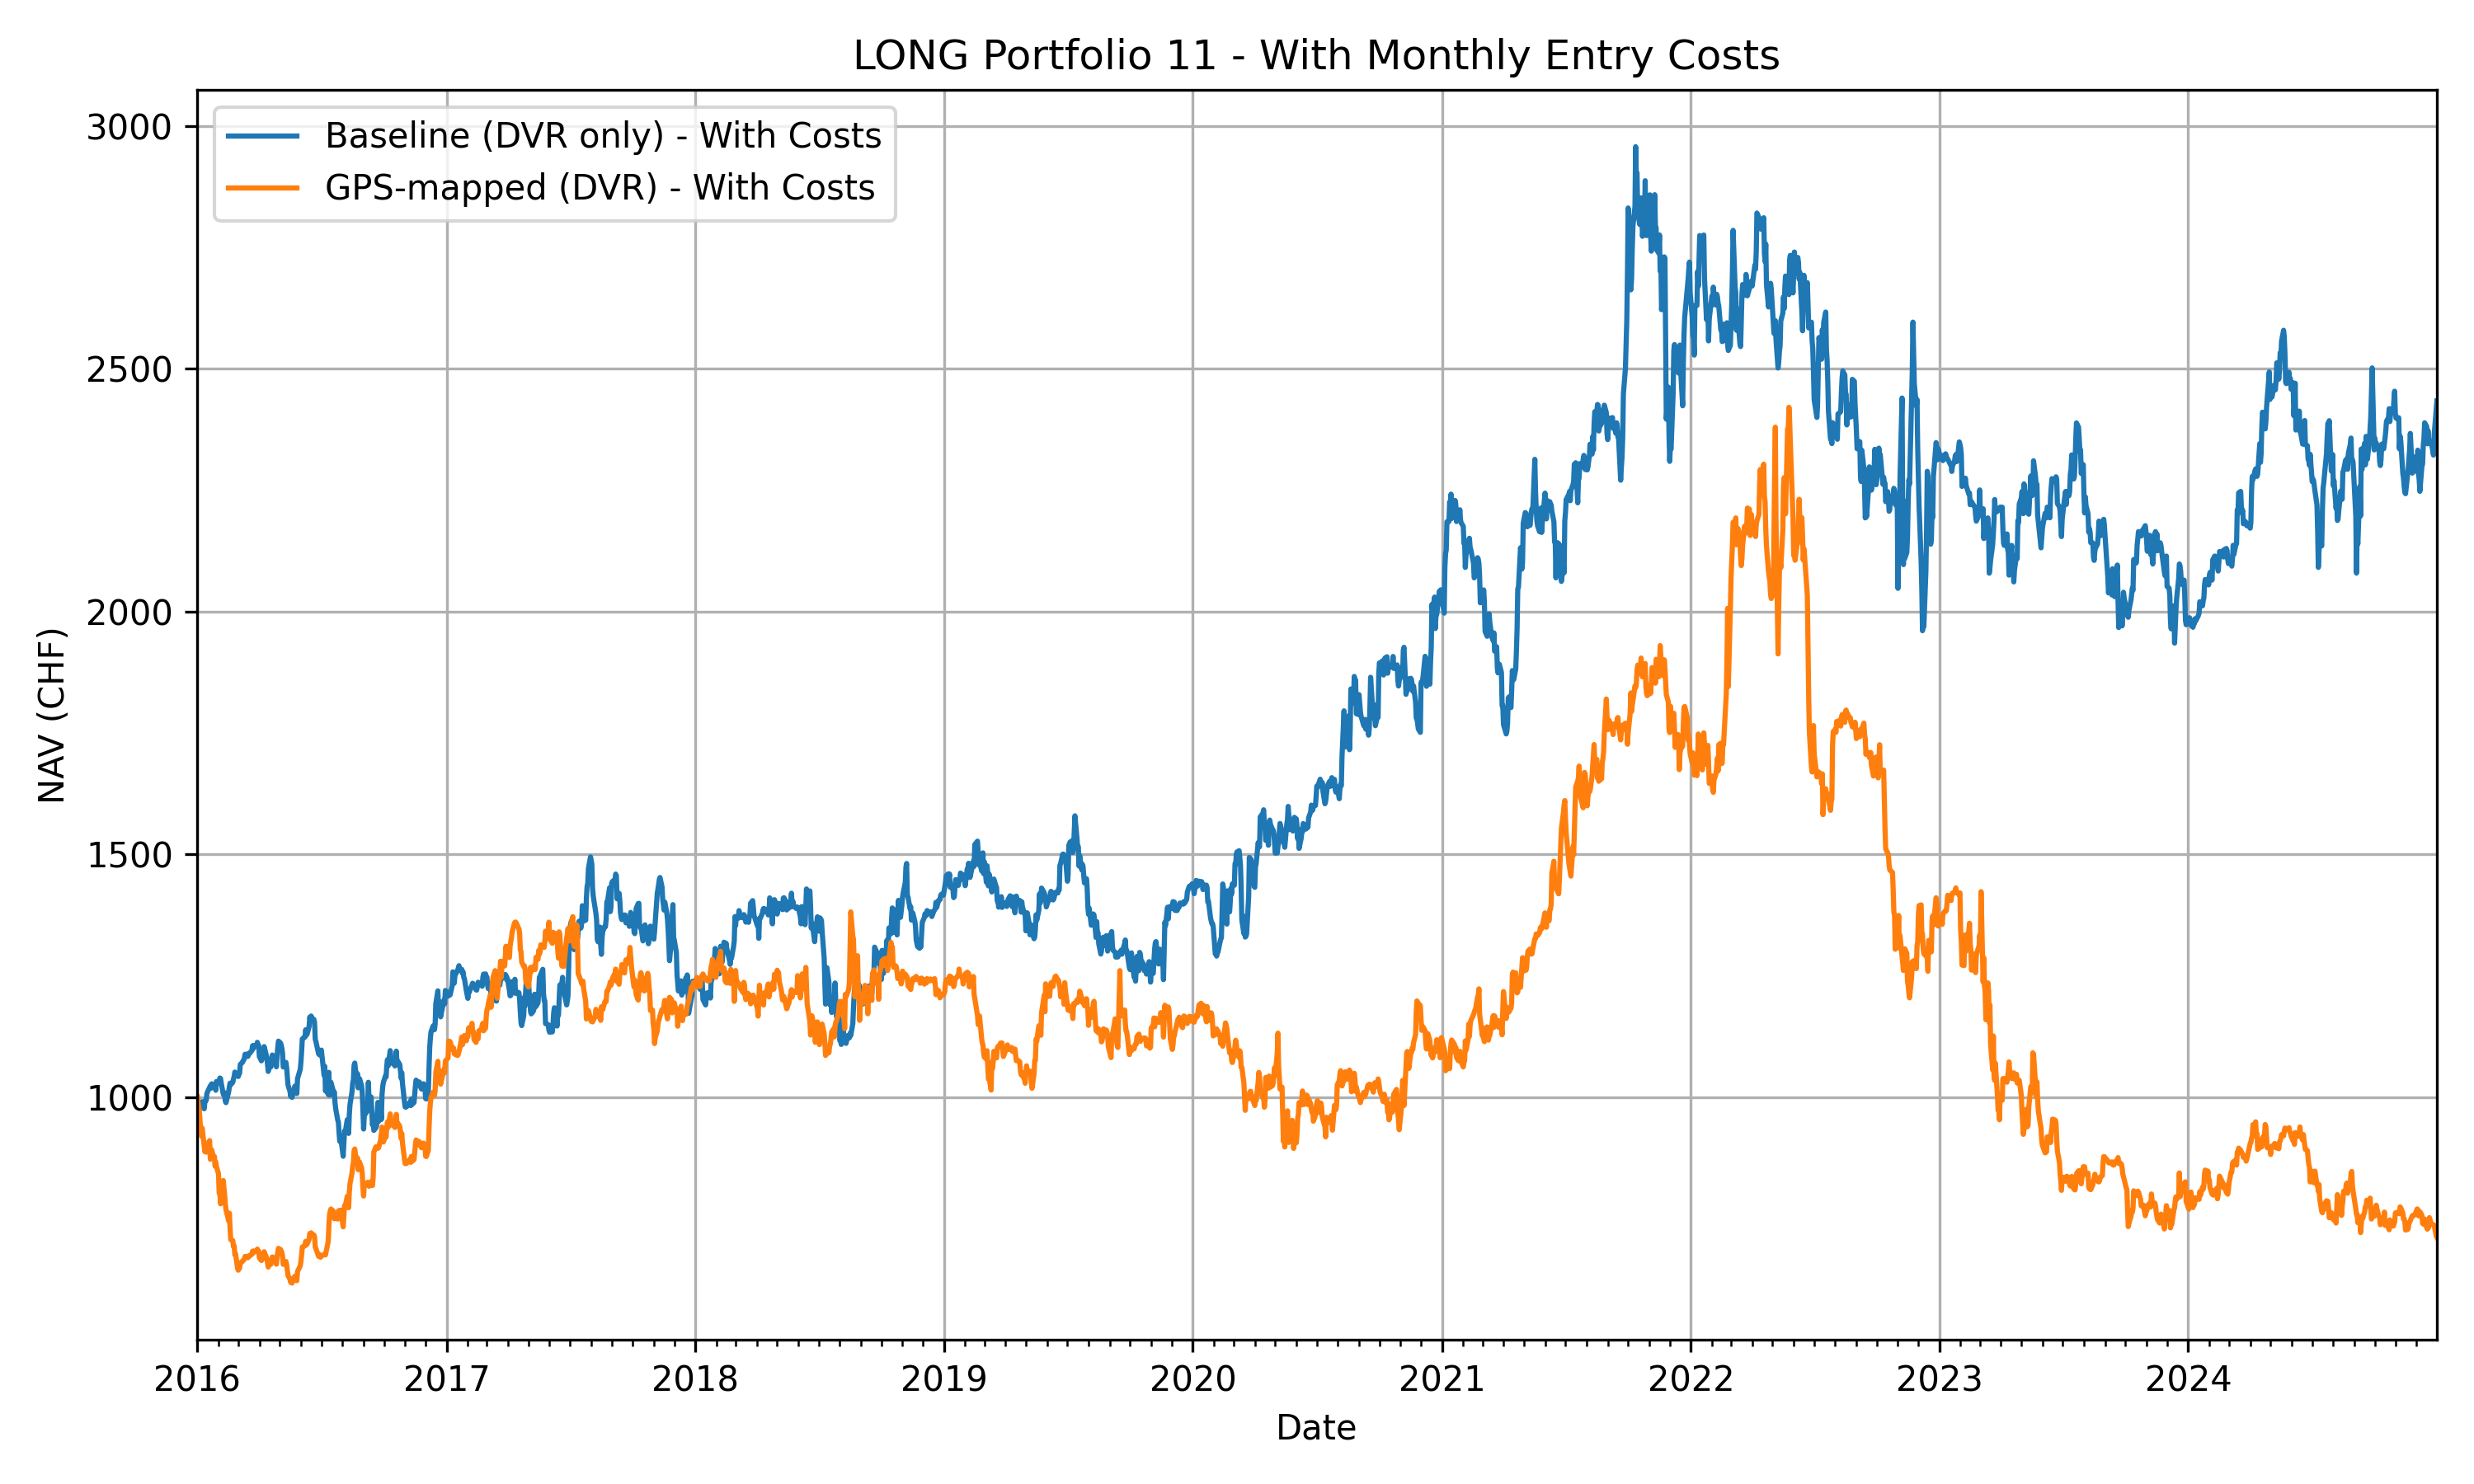 LONG Portfolio 11 - With Monthly Entry Costs
Baseline (DVR only) - With Costs
GPS-mapped (DVR) - With Costs
3000
2500
2000
1500
1000
NAV (CHF)
2016 2017 2018 2019 2020 2021 2022 2023 2024
Date